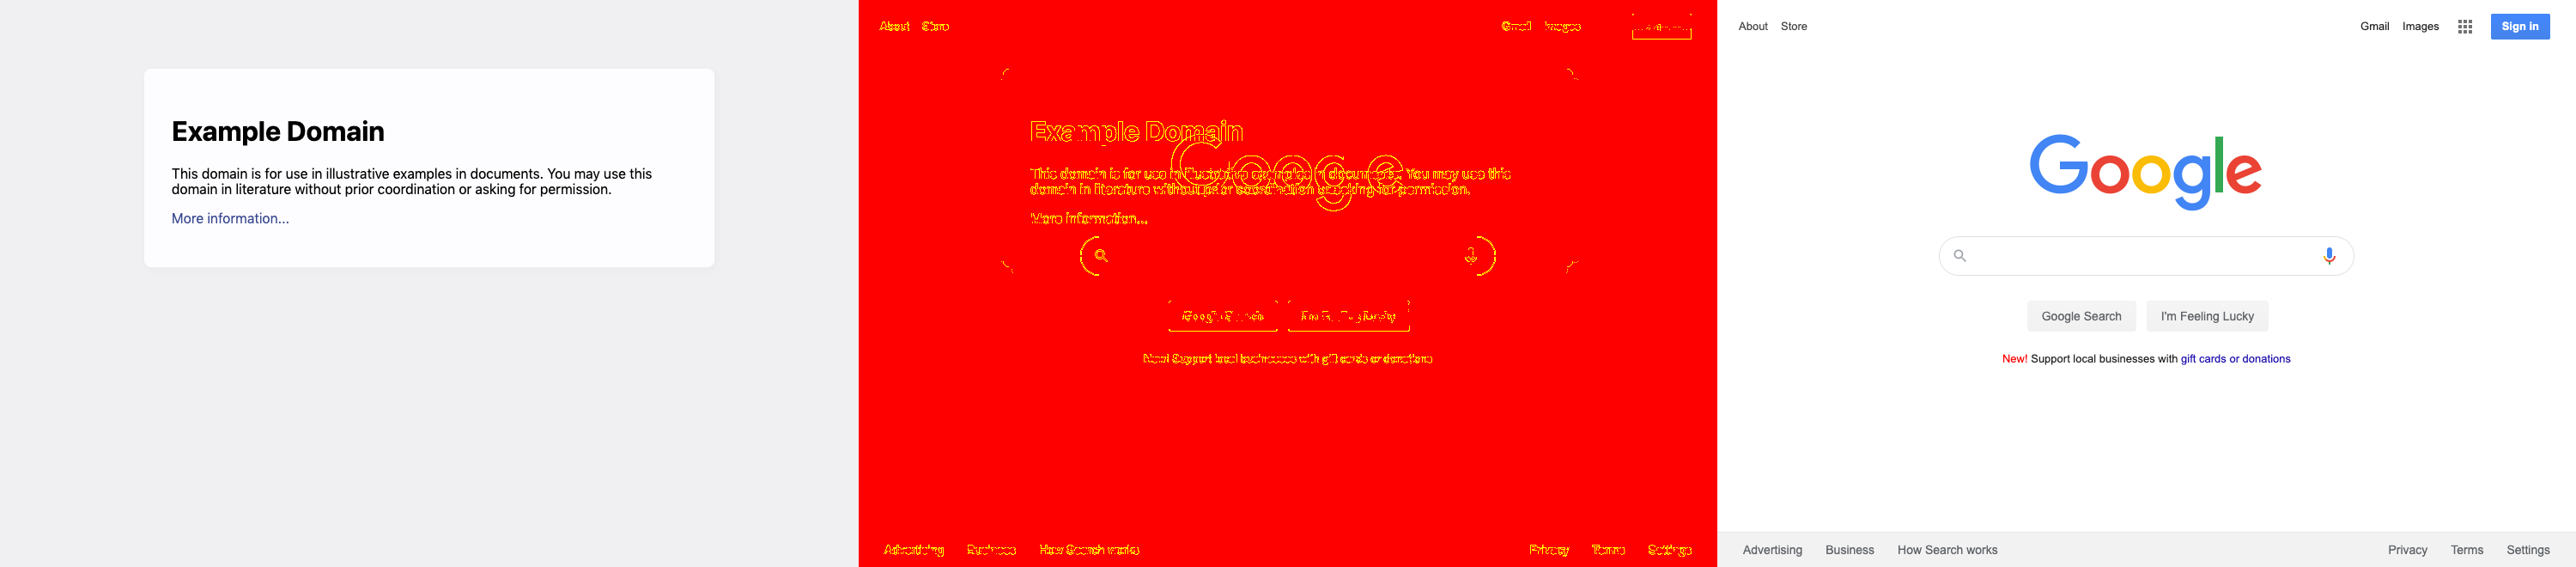 Example Domain
This domain is for use in illustrative examples in documents. You may use this
domain in literature without prior coordination or asking for permission.
More information...
About Store
Gmail Images
Example Domain
Google
This domain is for use in illustrative examples in documents. You may use this
domain in literature without prior coordination or asking for permission.
More information...
Google Search I'm Feeling Lucky
New! Support local businesses with gift cards or donations
Advertising Business How Search works
Privacy Terms Settings
About Store
Gmail Images Sign in
Google
Google Search I'm Feeling Lucky
New! Support local businesses with gift cards or donations
Advertising Business How Search works
Privacy Terms Settings